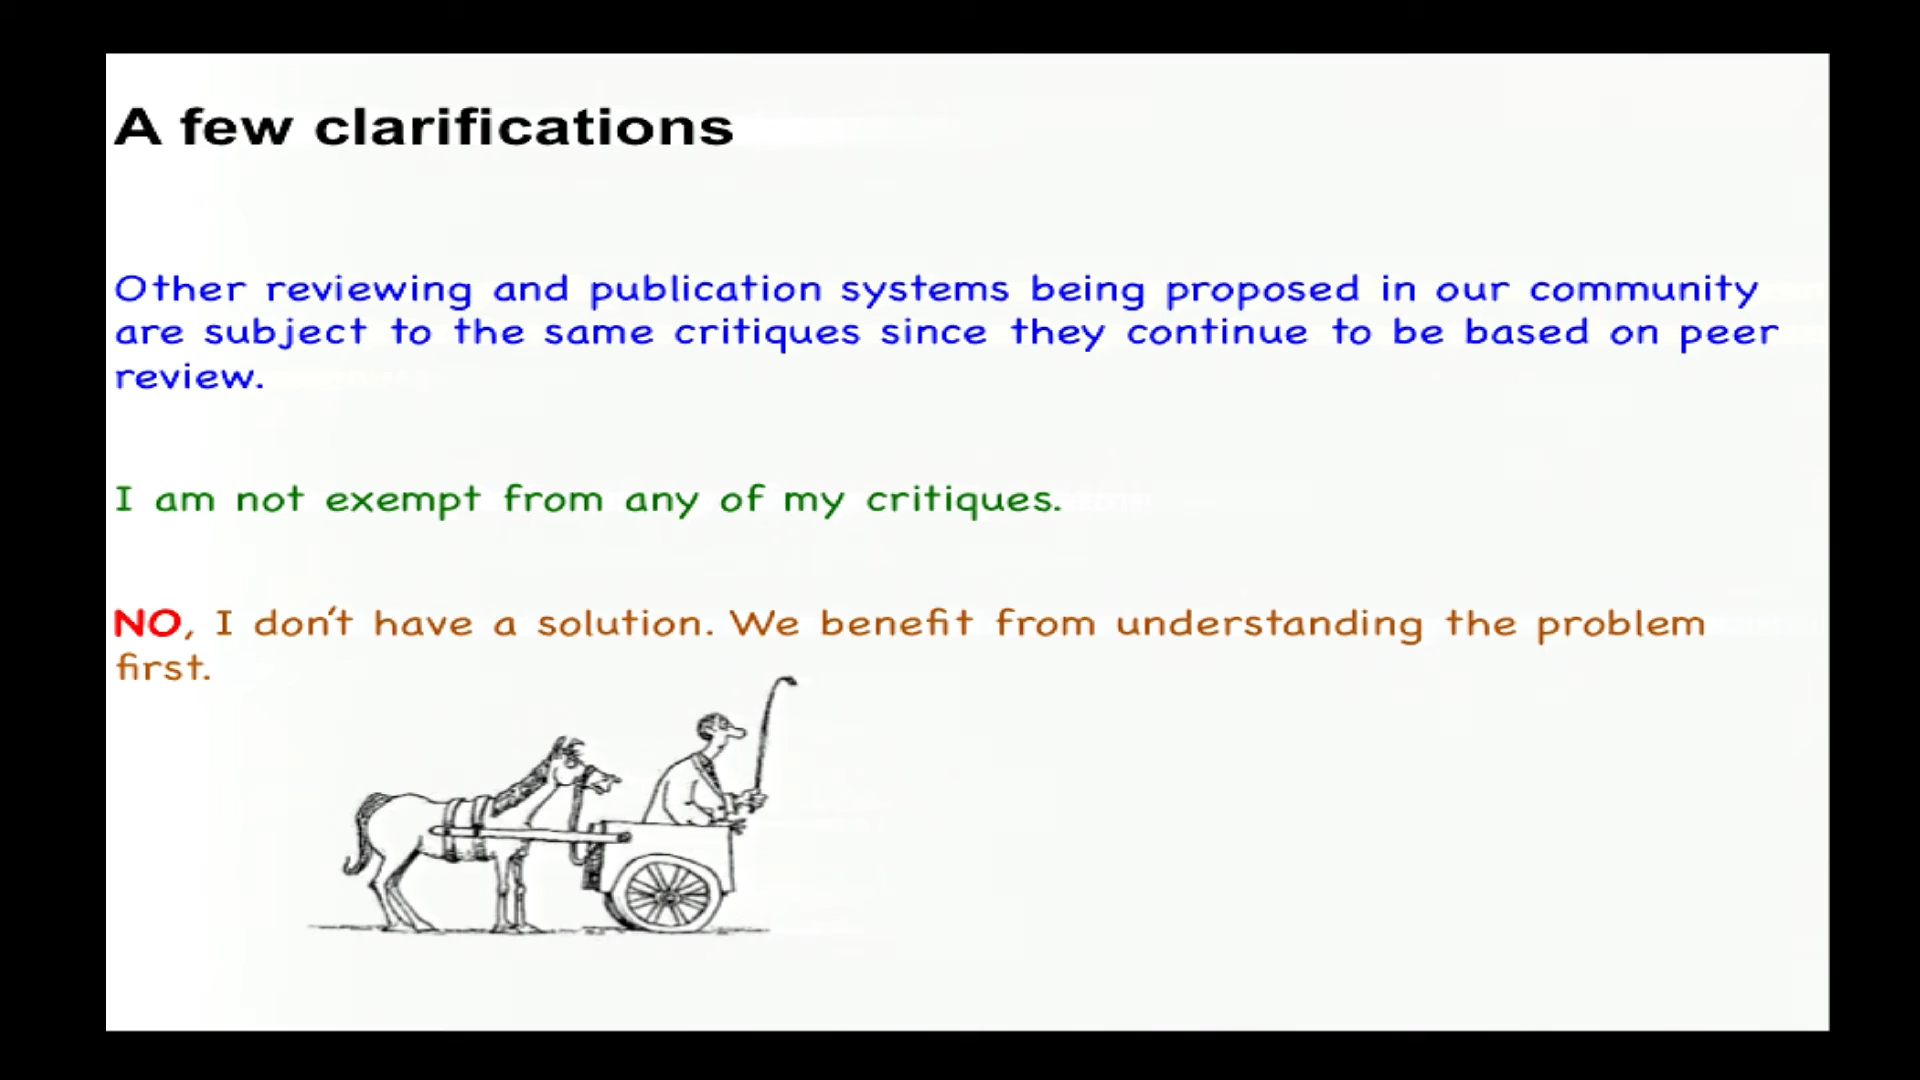 A few clarifications
Other reviewing and publication systems being proposed in our community
are subject to the same critiques since they continue to be based on peer
review.
I am not exempt from any of my critiques.
NO, I don't have a solution. We benefit from understanding the problem
first.